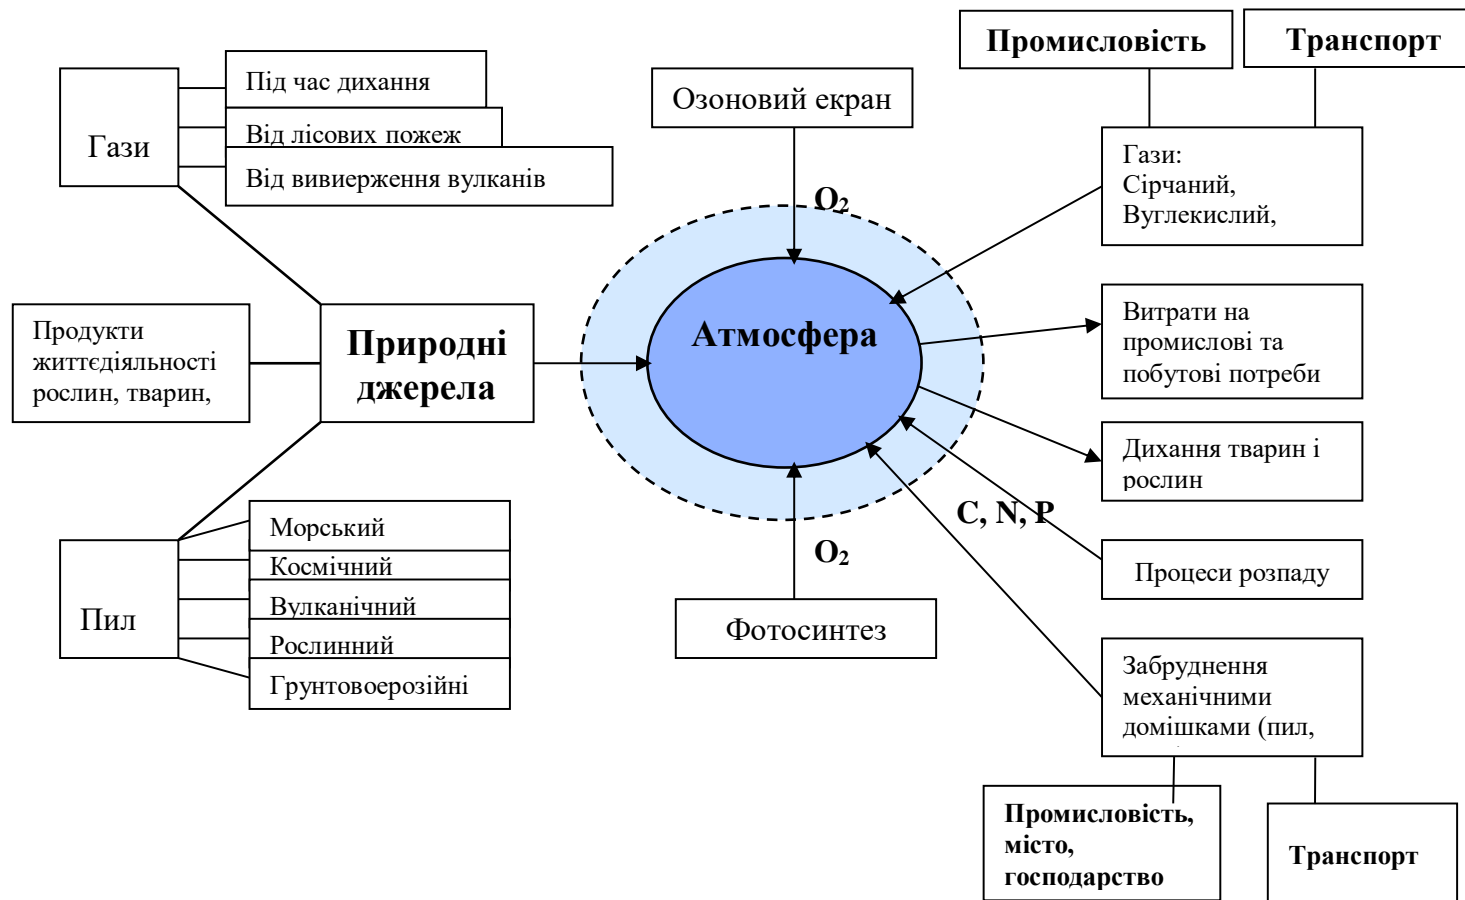 Промисловість
Транспорт
Під час дихання
Від лісових пожеж
Від вивиерження вулканів
Гази
Озоновий екран
Гази:
Сірчаний,
Вуглекислий,
O₂
Атмосфера
Природні
джерела
Продукти
життєдіяльності
рослин, тварин,
Витрати на
промислові та
побутові потреби
Дихання тварин і
рослин
C, N, P
O₂
Процеси розпаду
Фотосинтез
Пил
Морський
Космічний
Вулканічний
Рослинний
Грунтовоерозійні
Забруднення
механічними
домішками (пил,
Промисловість,
місто,
господарство
Транспорт